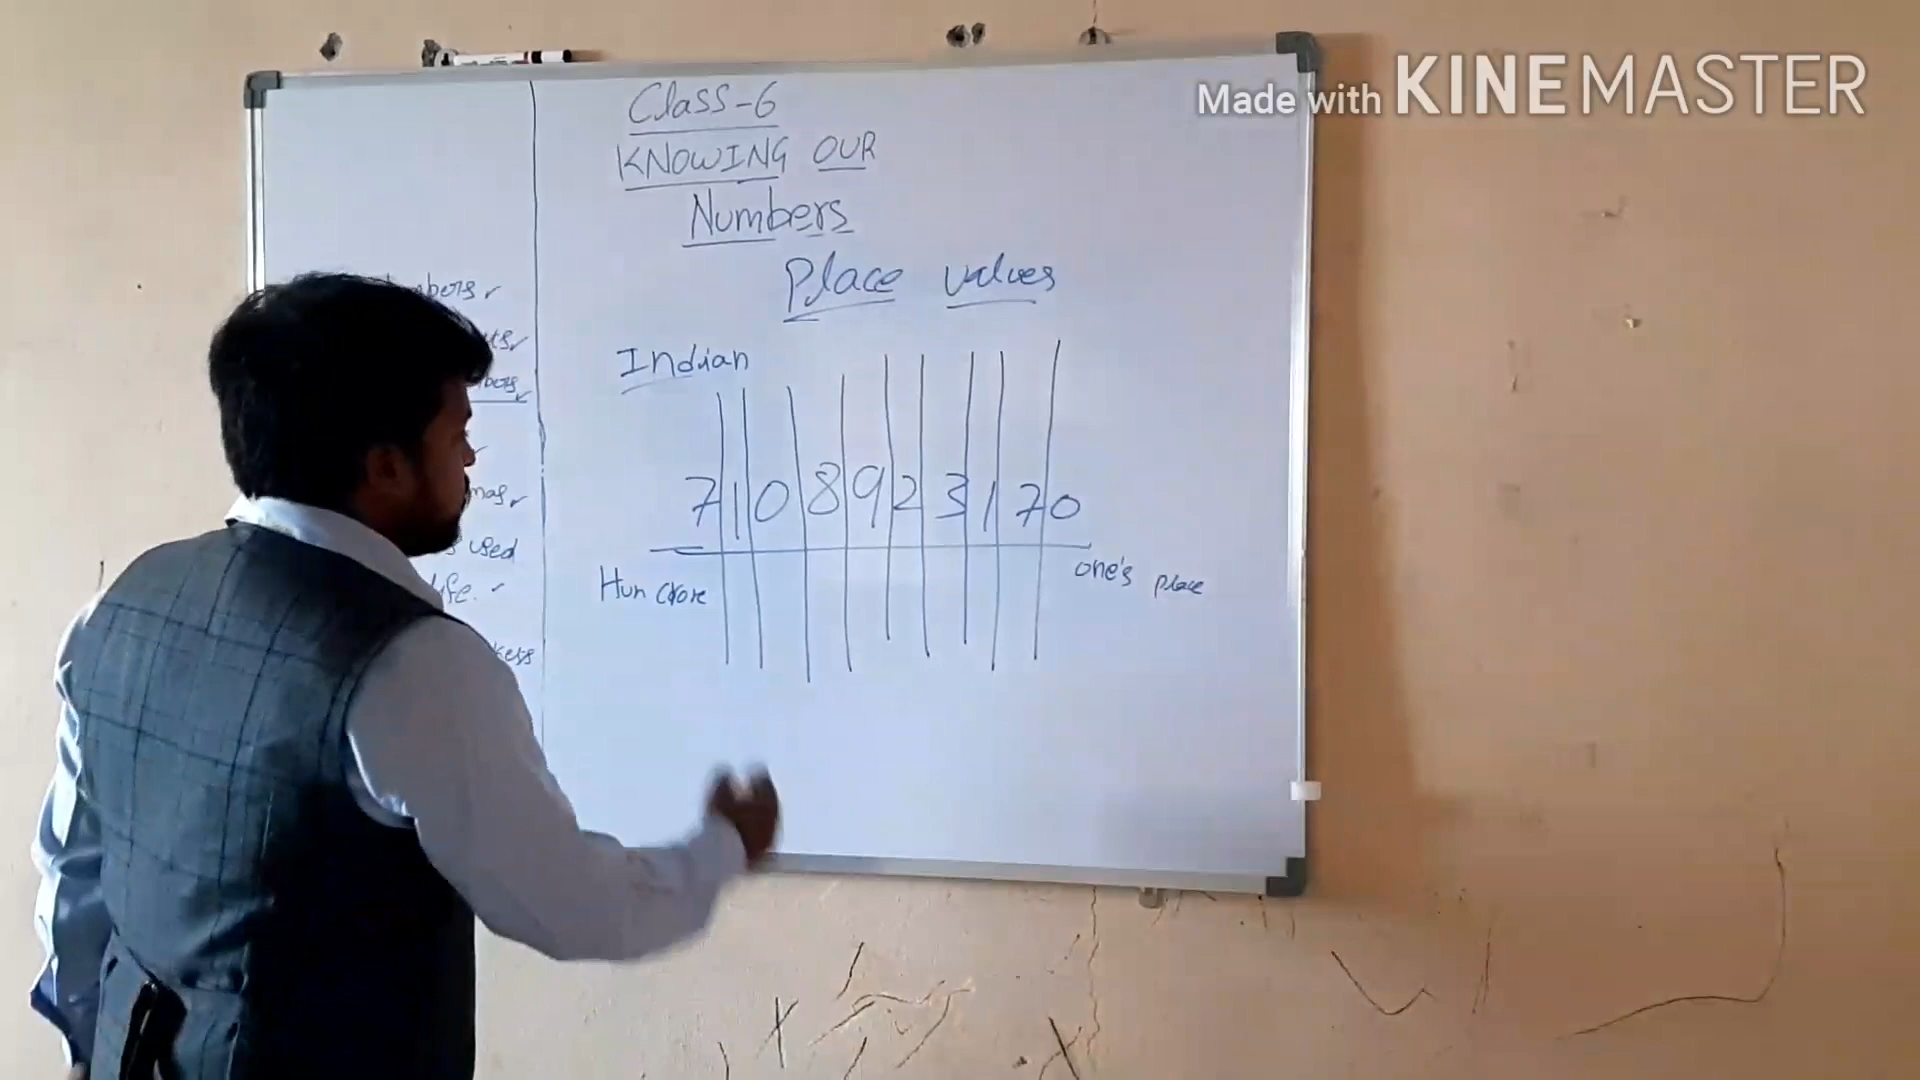 Made with KINEMASTER
Class-6
KNOWING OUR
Numbers
Place values
Indian
7 1 0 8 9 2 3 1 7 0
Hun Crore
one's place
used